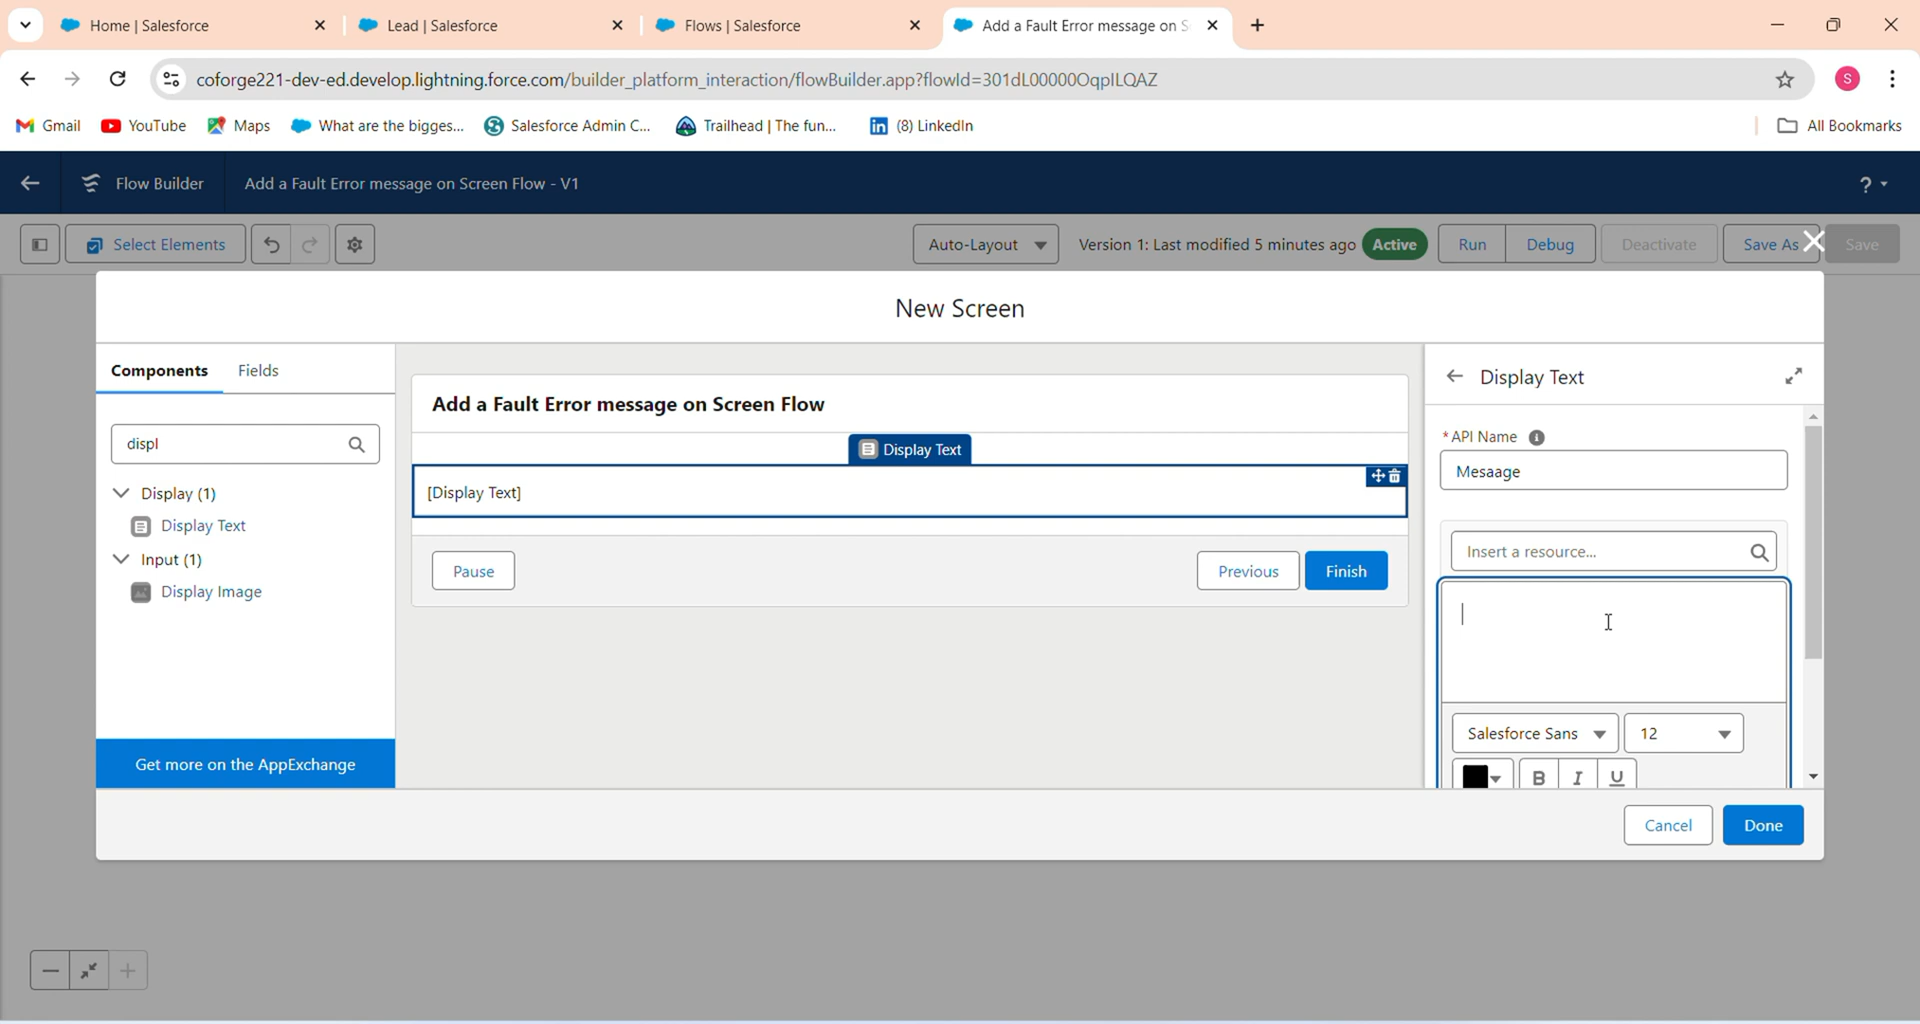 Home | Salesforce
Lead | Salesforce
Flows | Salesforce
Add a Fault Error message on S
coforge221-dev-ed.develop.lightning.force.com/builder_platform_interaction/flowBuilder.app?flowId=301dL00000OqpILQAZ
S
Gmail
YouTube
Maps
What are the bigges...
Salesforce Admin C...
Trailhead | The fun...
(8) LinkedIn
All Bookmarks
Flow Builder
Add a Fault Error message on Screen Flow - V1
?
Select Elements
Auto-Layout
Version 1: Last modified 5 minutes ago
Active
Run
Debug
Deactivate
Save As
Save
New Screen
Components
Fields
displ
Display (1)
Display Text
Input (1)
Display Image
Get more on the AppExchange
Add a Fault Error message on Screen Flow
Display Text
[Display Text]
Pause
Previous
Finish
Display Text
* API Name
Mesaage
Insert a resource...
Salesforce Sans
12
B
I
U
Cancel
Done